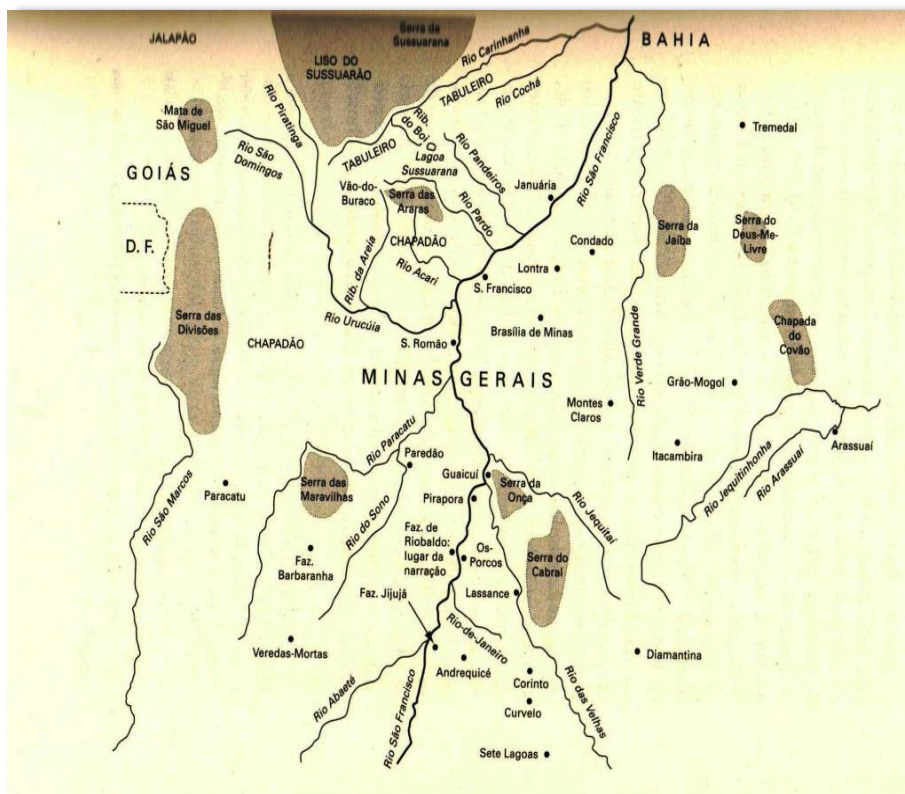 JALAPÃO
Serra da
Sussuarana
LISO DO
SUSSUARÃO
Rio Carinhanha
BAHIA
TABULEIRO
Rio Cochá
Rio Piratinga
Mata de
São Miguel
Rio São
Domingos
GOIÁS
Rib.
do Boi
TABULEIRO
Lagoa
Sussuarana
Rio Pandeiros
Rio São Francisco
Tremedal
Vão-do-
Buraco
Serra das
Araras
Januária
Rio Pardo
D. F.
CHAPADÃO
Rib. da Areia
Rio Acari
Condado
Lontra
S. Francisco
Serra da
Jaíba
Serra do
Deus-Me-
Livre
Serra das
Divisões
Rio Urucúia
Brasília de Minas
CHAPADÃO
S. Romão
Rio Verde Grande
Chapada
do
Covão
MINAS GERAIS
Grão-Mogol
Montes
Claros
Rio Paracatu
Paredão
Itacambira
Arassuaí
Rio Jequitinhonha
Rio Arassuaí
Guaicuí
Serra da
Onça
Rio Jequitaí
Serra das
Maravilhas
Paracatu
Rio São Marcos
Pirapora
Rio do Sono
Faz. de
Riobaldo:
lugar da
narração
Os-
Porcos
Serra do
Cabral
Faz.
Barbaranha
Faz. Jijujã
Lassance
Rio-de-Janeiro
Veredas-Mortas
Diamantina
Andrequicé
Corinto
Rio Abaeté
Rio São Francisco
Rio das Velhas
Curvelo
Sete Lagoas